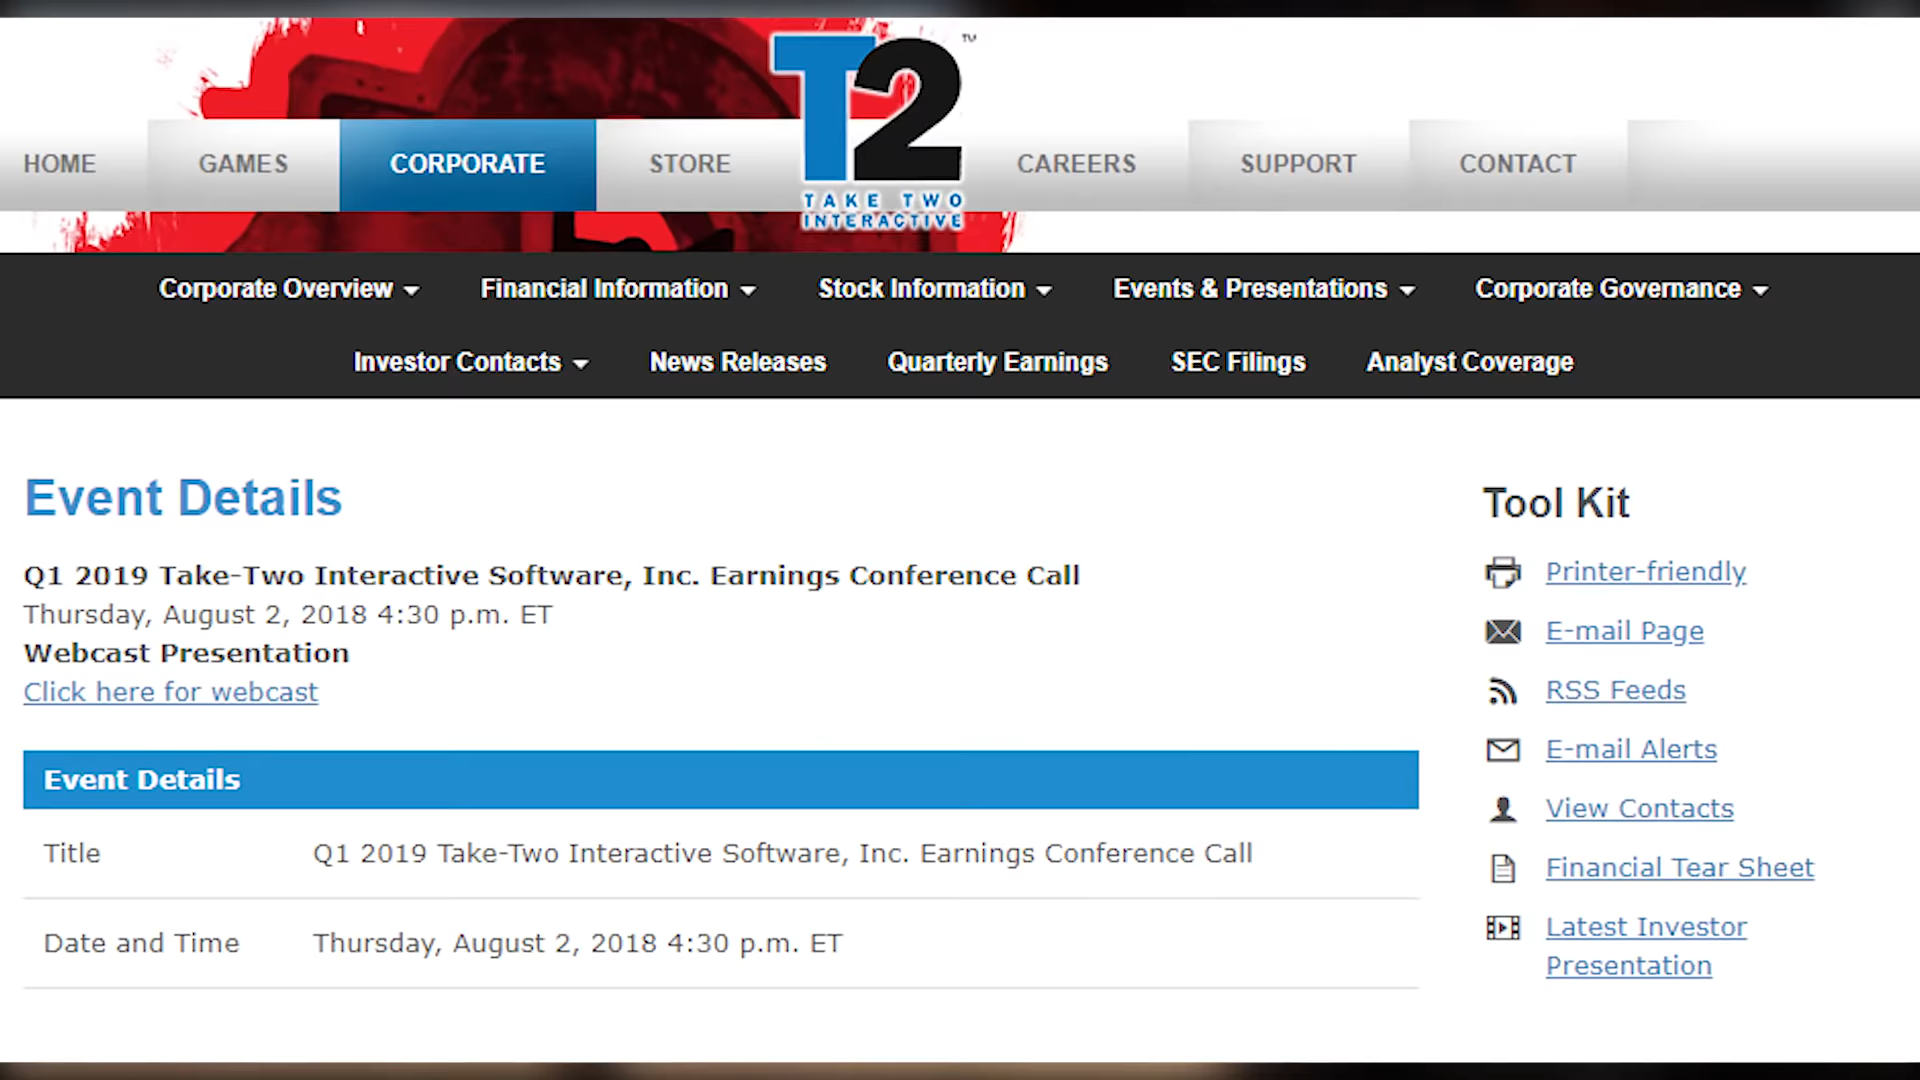 T2 ™
TAKE TWO
INTERACTIVE
HOME GAMES CORPORATE STORE CAREERS SUPPORT CONTACT
Corporate Overview Financial Information Stock Information Events & Presentations Corporate Governance
Investor Contacts News Releases Quarterly Earnings SEC Filings Analyst Coverage
Event Details
Q1 2019 Take-Two Interactive Software, Inc. Earnings Conference Call
Thursday, August 2, 2018 4:30 p.m. ET
Webcast Presentation
Click here for webcast
Event Details
Title Q1 2019 Take-Two Interactive Software, Inc. Earnings Conference Call
Date and Time Thursday, August 2, 2018 4:30 p.m. ET
Tool Kit
Printer-friendly
E-mail Page
RSS Feeds
E-mail Alerts
View Contacts
Financial Tear Sheet
Latest Investor
Presentation